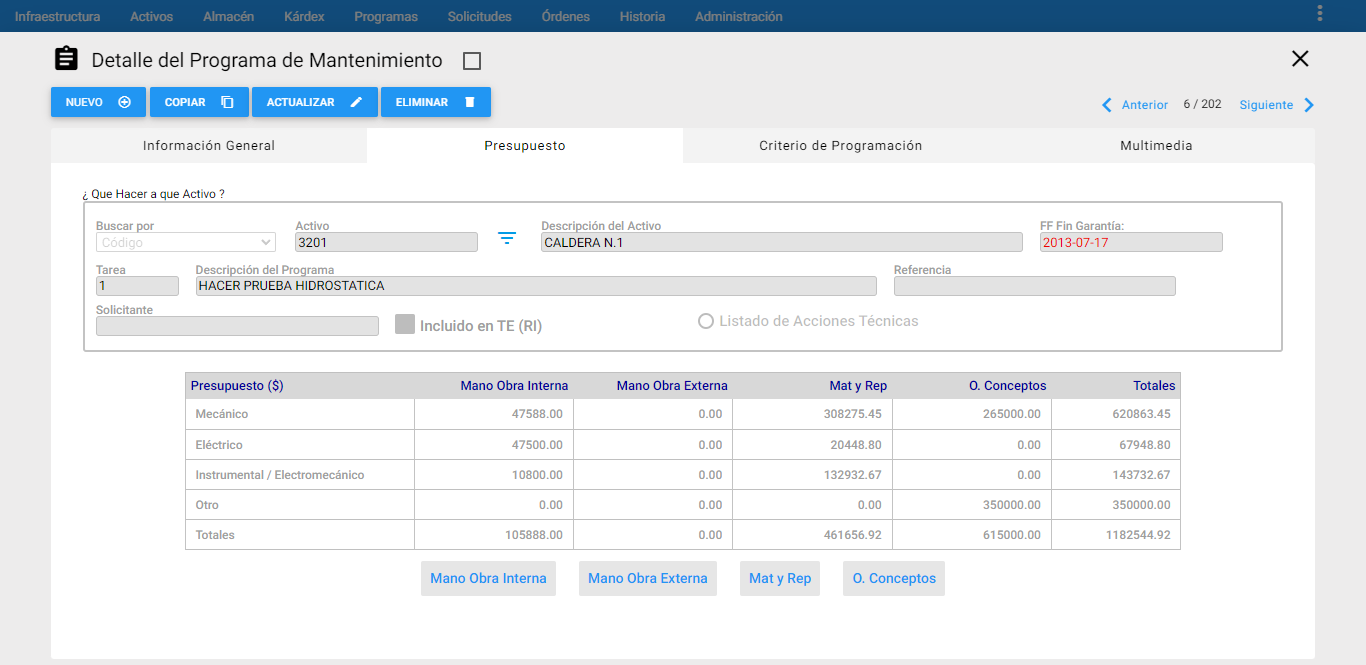 Infraestructura Activos Almacén Kárdex Programas Solicitudes Órdenes Historia Administración
Detalle del Programa de Mantenimiento
NUEVO COPIAR ACTUALIZAR ELIMINAR
Anterior 6 / 202 Siguiente
Información General Presupuesto Criterio de Programación Multimedia
¿ Que Hacer a que Activo ?
Buscar por Activo Descripción del Activo FF Fin Garantía:
Código 3201 CALDERA N.1 2013-07-17
Tarea Descripción del Programa Referencia
1 HACER PRUEBA HIDROSTATICA
Solicitante
Incluido en TE (RI) Listado de Acciones Técnicas
Presupuesto ($) Mano Obra Interna Mano Obra Externa Mat y Rep O. Conceptos Totales
Mecánico 47588.00 0.00 308275.45 265000.00 620863.45
Eléctrico 47500.00 0.00 20448.80 0.00 67948.80
Instrumental / Electromecánico 10800.00 0.00 132932.67 0.00 143732.67
Otro 0.00 0.00 0.00 350000.00 350000.00
Totales 105888.00 0.00 461656.92 615000.00 1182544.92
Mano Obra Interna Mano Obra Externa Mat y Rep O. Conceptos